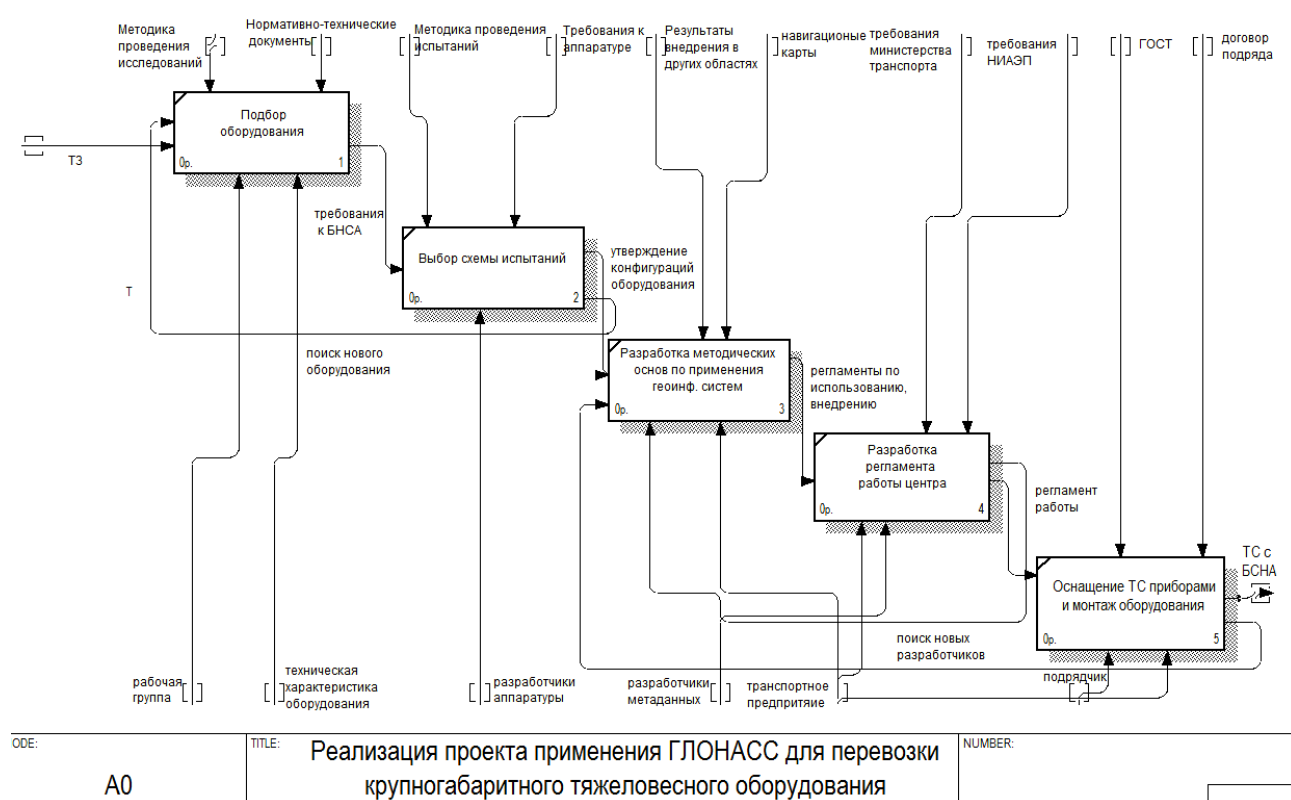 Методика
проведения
исследований
Нормативно-технические
документы
Методика проведения
испытаний
Требования к
аппаратуре
Результаты
внедрения в
других областях
навигационые
карты
требования
министерства
транспорта
требования
НИАЭП
ГОСТ
договор
подряда
Подбор
оборудования
0р.
1
ТЗ
требования
к БНСА
Выбор схемы испытаний
0р.
2
утверждение
конфигураций
оборудования
Т
поиск нового
оборудования
Разработка методических
основ по применения
геоинф. систем
0р.
3
регламенты по
использованию,
внедрению
Разработка
регламента
работы центра
0р.
4
регламент
работы
ТС с
БСНА
Оснащение ТС приборами
и монтаж оборудования
0р.
5
поиск новых
разработчиков
рабочая
группа
техническая
характеристика
оборудования
разработчики
аппаратуры
разработчики
метаданных
транспортное
предпритяие
подрядчик
ODE:
A0
TITLE:
Реализация проекта применения ГЛОНАСС для перевозки
крупногабаритного тяжеловесного оборудования
NUMBER: